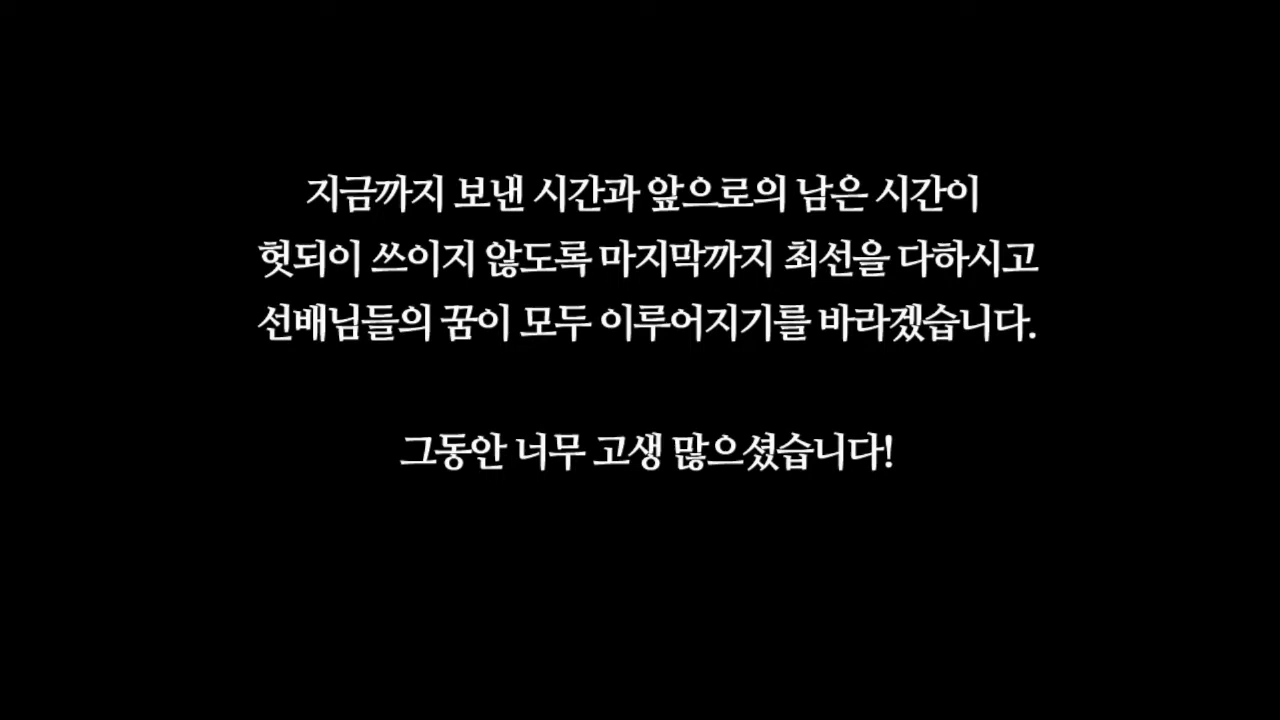 지금까지 보낸 시간과 앞으로의 남은 시간이
헛되이 쓰이지 않도록 마지막까지 최선을 다하시고
선배님들의 꿈이 모두 이루어지기를 바라겠습니다.
그동안 너무 고생 많으셨습니다!